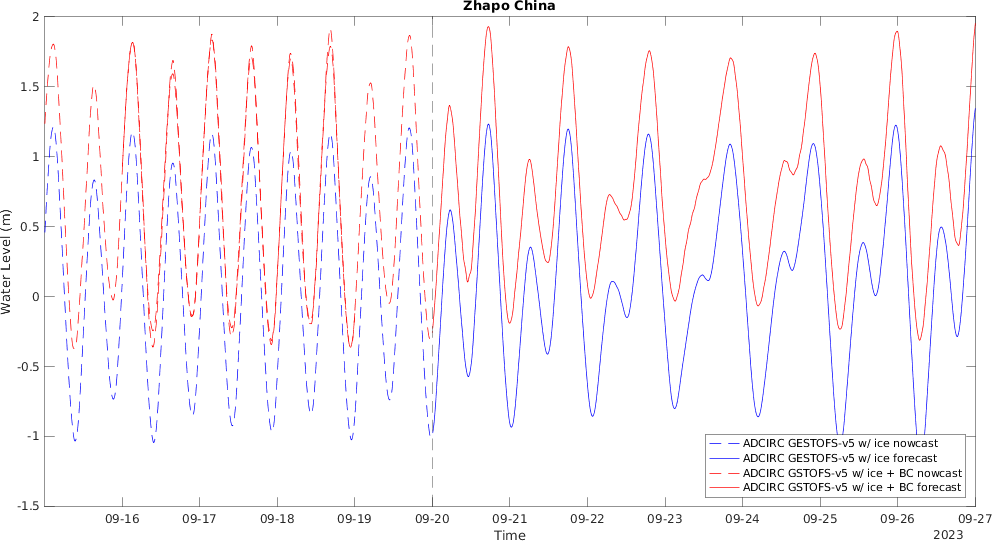 Zhapo China
2
1.5
1
0.5
0
-0.5
-1
-1.5
Water Level (m)
ADCIRC GESTOFS-v5 w/ ice nowcast
ADCIRC GESTOFS-v5 w/ ice forecast
ADCIRC GSTOFS-v5 w/ ice + BC nowcast
ADCIRC GSTOFS-v5 w/ ice + BC forecast
09-16 09-17 09-18 09-19 09-20 09-21 09-22 09-23 09-24 09-25 09-26 09-27
Time
2023